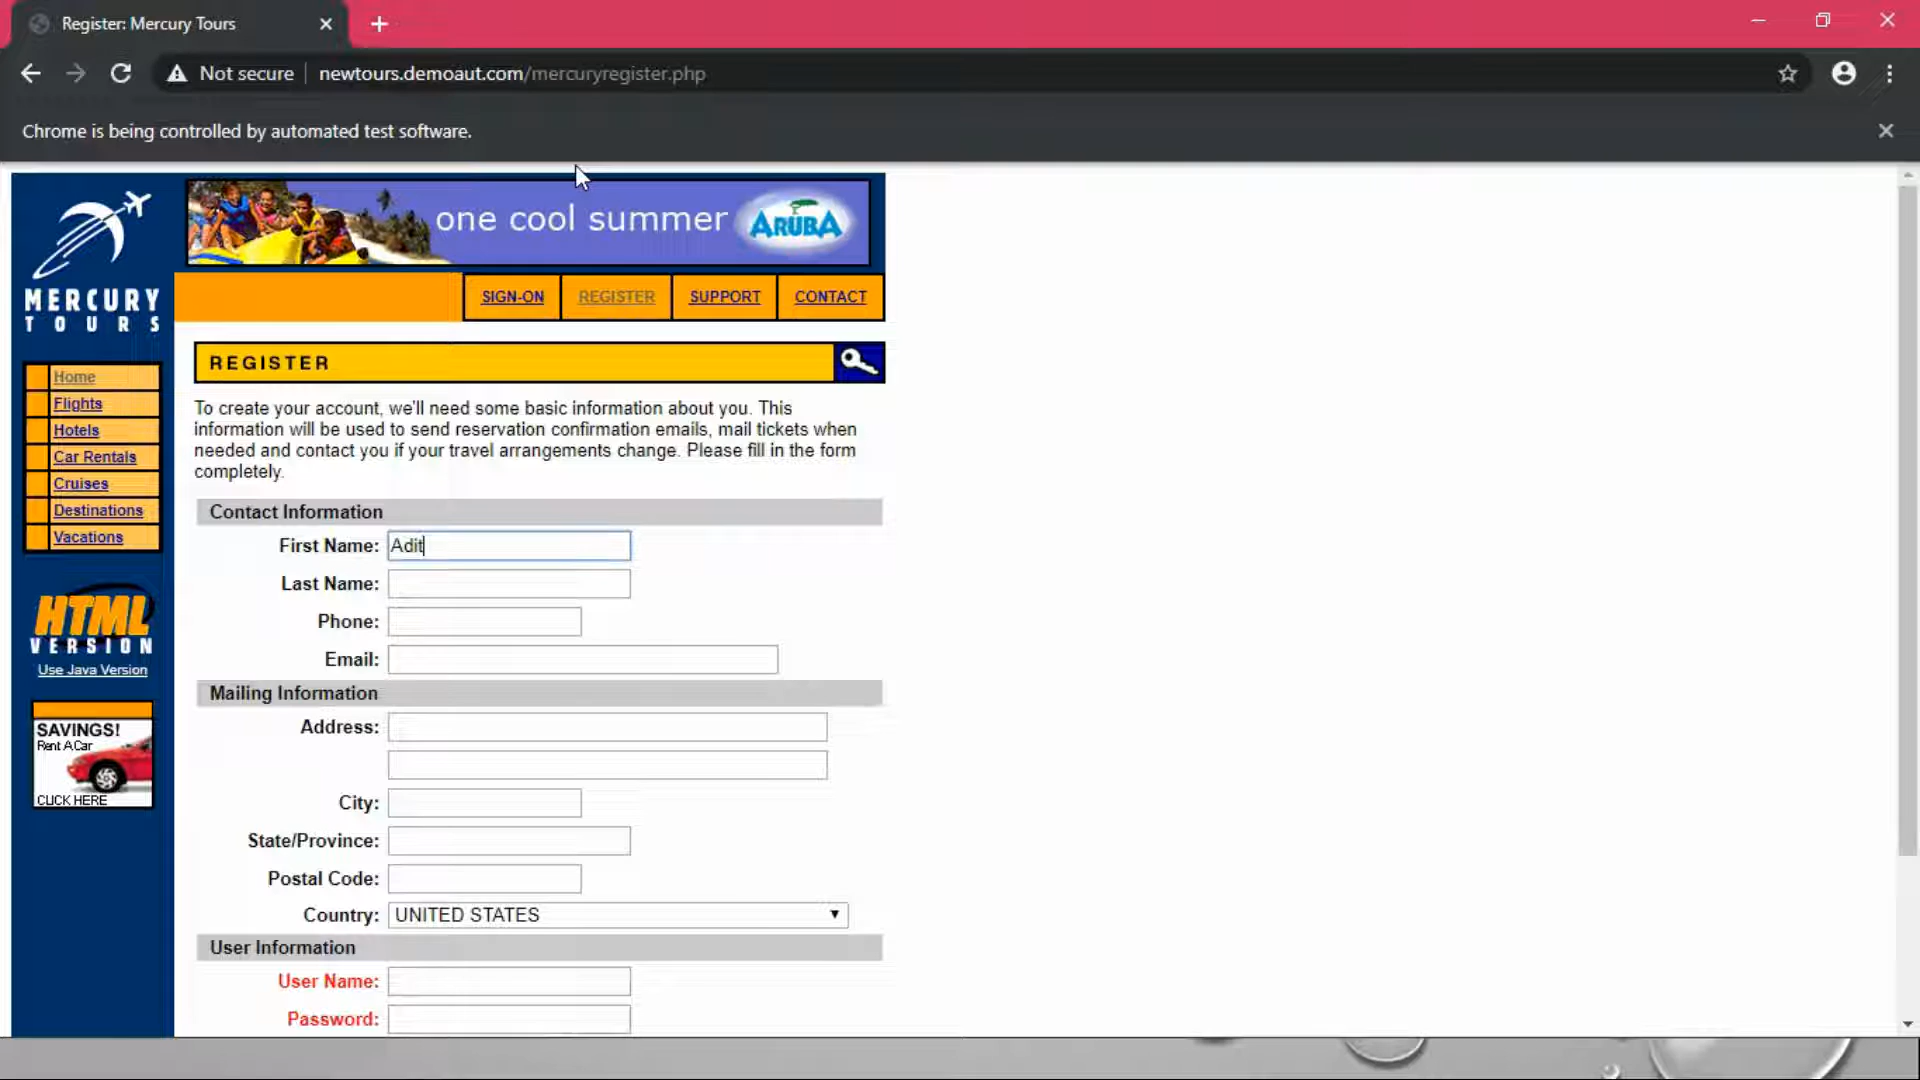 Register: Mercury Tours
Not secure
newtours.demoaut.com/mercuryregister.php
Chrome is being controlled by automated test software.
one cool summer
ARUBA
MERCURY
TOURS
SIGN-ON
REGISTER
SUPPORT
CONTACT
REGISTER
Home
Flights
Hotels
Car Rentals
Cruises
Destinations
Vacations
HTML
VERSION
Use Java Version
SAVINGS!
Rent A Car
CLICK HERE
To create your account, we'll need some basic information about you. This
information will be used to send reservation confirmation emails, mail tickets when
needed and contact you if your travel arrangements change. Please fill in the form
completely.
Contact Information
First Name: Adit
Last Name:
Phone:
Email:
Mailing Information
Address:
City:
State/Province:
Postal Code:
Country: UNITED STATES
User Information
User Name:
Password: